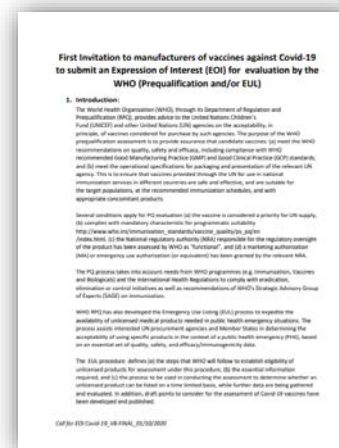 First Invitation to manufacturers of vaccines against Covid-19
to submit an Expression of Interest (EOI) for evaluation by the
WHO (Prequalification and/or EUL)
1. Introduction:
The World Health Organization (WHO), through its Department of Regulation and
Prequalification (RPQ), provides advice to the United Nations Children's
Fund (UNICEF) and other United Nations (UN) agencies on the acceptability, in
principle, of vaccines considered for purchase by such agencies. The purpose of the WHO
prequalification assessment is to provide assurance that candidate vaccines: (a) meet the WHO
recommendations on quality, safety and efficacy, including compliance with WHO
recommended Good Manufacturing Practice (GMP) and Good Clinical Practice (GCP) standards;
and (b) meet the operational specifications for packaging and presentation of the relevant UN
agency. This is to ensure that vaccines provided through the UN for use in national
immunization services in different countries are safe and effective, and are suitable for
the target populations, at the recommended immunization schedules, and with
appropriate concomitant products.
Several conditions apply for PQ evaluation (a) the vaccine is considered a priority for UN supply,
(b) complies with mandatory characteristic for programmatic suitability
http://www.who.int/immunization_standards/vaccine_quality/ps_pq/en
/index.html, (c) the National regulatory authority (NRA) responsible for the regulatory oversight
of the product has been assessed by WHO as "functional", and (d) a marketing authorization
(MA) or emergency use authorization (or equivalent) has been granted by the relevant NRA.
The PQ process takes into account needs from WHO programmes (e.g. Immunization, Vaccines
and Biologicals) and the International Health Regulations to comply with eradication,
elimination or control initiatives as well as recommendations of WHO's Strategic Advisory Group
of Experts (SAGE) on immunisation.
WHO RPQ has also developed the Emergency Use Listing (EUL) process to expedite the
availability of unlicensed medical products needed in public health emergency situations. The
process assists interested UN procurement agencies and Member States in determining the
acceptability of using specific products in the context of a public health emergency (PHE), based
on an essential set of quality, safety, and efficacy/immunogenicity data.
The EUL procedure defines (a) the steps that WHO will follow to establish eligibility of
unlicensed products for assessment under this procedure, (b) the essential information
required, and (c) the process to be used in conducting the assessment to determine whether an
unlicensed product can be listed on a time limited basis, while further data are being gathered
and evaluated. In addition, draft points to consider for the assessment of Covid-19 vaccines have
been developed and published.
Call for EOI Covid-19_VB FINAL_01/10/2020